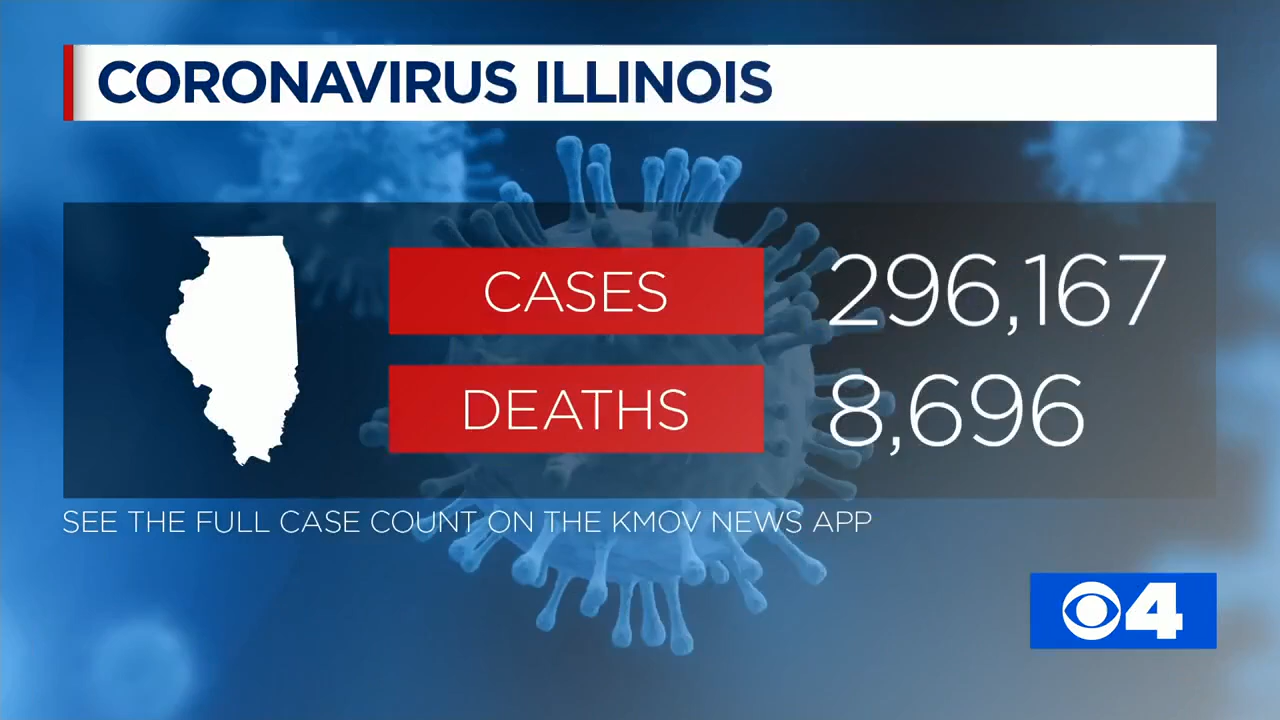 CORONAVIRUS ILLINOIS
CASES 296,167
DEATHS 8,696
SEE THE FULL CASE COUNT ON THE KMOV NEWS APP
4